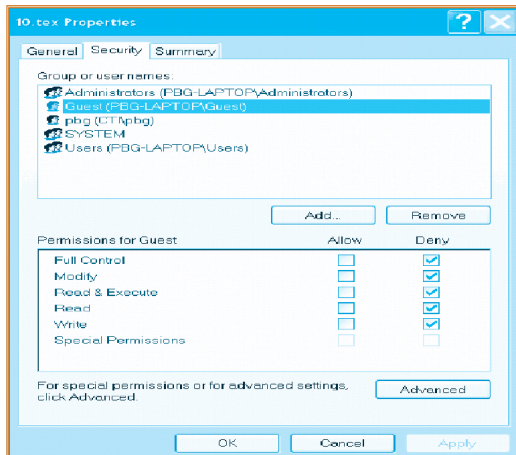 10.tex Properties
General Security Summary
Group or user names:
Administrators (PBG-LAPTOP\Administrators)
Guest (PBG-LAPTOP\Guest)
pbg (CTI\pbg)
SYSTEM
Users (PBG-LAPTOP\Users)
Add... Remove
Permissions for Guest Allow Deny
Full Control
Modify
Read & Execute
Read
Write
Special Permissions
For special permissions or for advanced settings,
click Advanced.
Advanced
OK Cancel Apply